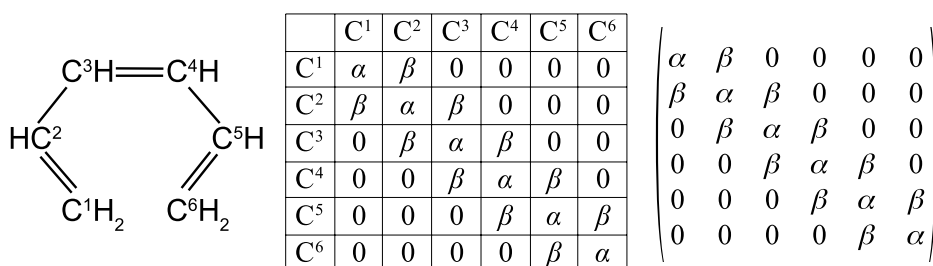 C³H C⁴H
HC² C⁵H
C¹H₂ C⁶H₂
C¹ C² C³ C⁴ C⁵ C⁶
C¹ α β 0 0 0 0
C² β α β 0 0 0
C³ 0 β α β 0 0
C⁴ 0 0 β α β 0
C⁵ 0 0 0 β α β
C⁶ 0 0 0 0 β α
α β 0 0 0 0
β α β 0 0 0
0 β α β 0 0
0 0 β α β 0
0 0 0 β α β
0 0 0 0 β α